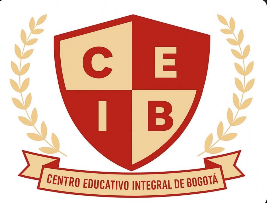 C E
I B
CENTRO EDUCATIVO INTEGRAL DE BOGOTÁ